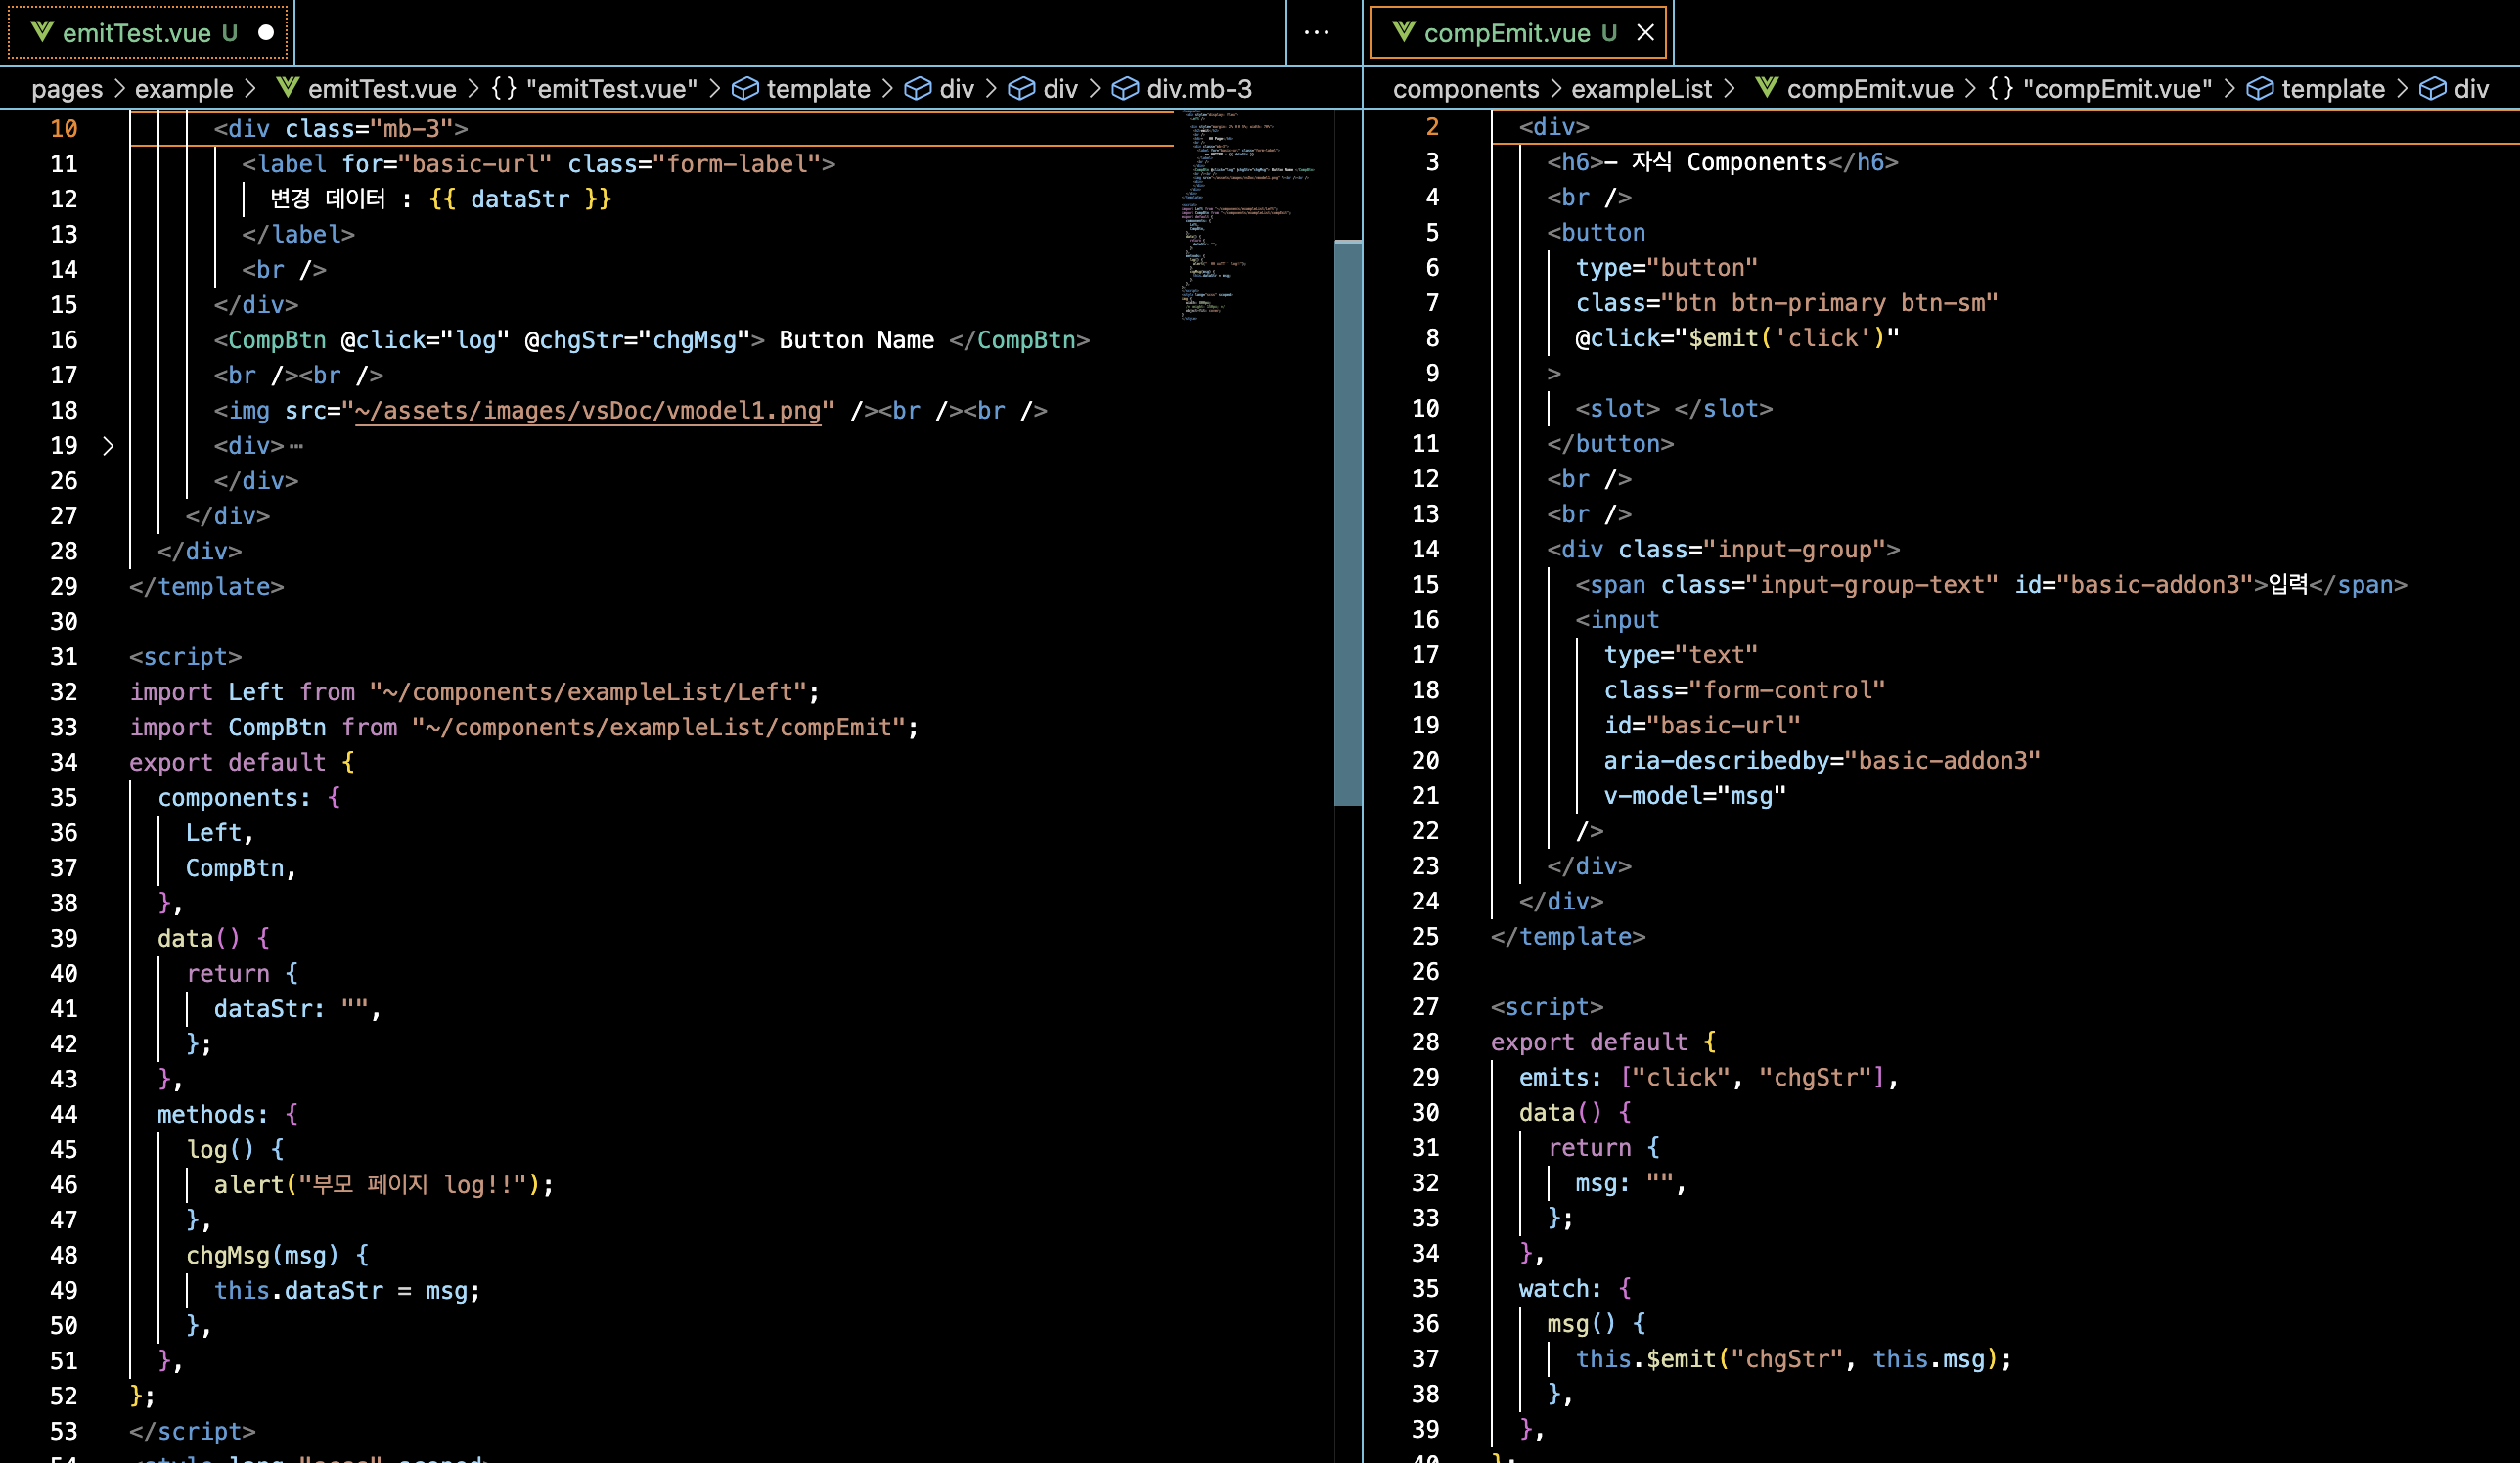 emitTest.vue U
pages > example > emitTest.vue > {} "emitTest.vue" > template > div > div > div.mb-3
10 <div class="mb-3">
11 <label for="basic-url" class="form-label">
12 변경 데이터 : {{ dataStr }}
13 </label>
14 <br />
15 </div>
16 <CompBtn @click="log" @chgStr="chgMsg"> Button Name </CompBtn>
17 <br /><br />
18 <img src="~/assets/images/vsDoc/vmodel1.png" /><br /><br />
19 <div>…
26 </div>
27 </div>
28 </div>
29 </template>
30
31 <script>
32 import Left from "~/components/exampleList/Left";
33 import CompBtn from "~/components/exampleList/compEmit";
34 export default {
35 components: {
36 Left,
37 CompBtn,
38 },
39 data() {
40 return {
41 dataStr: "",
42 };
43 },
44 methods: {
45 log() {
46 alert("부모 페이지 log!!");
47 },
48 chgMsg(msg) {
49 this.dataStr = msg;
50 },
51 },
52 };
53 </script>
compEmit.vue U
components > exampleList > compEmit.vue > {} "compEmit.vue" > template > div
2 <div>
3 <h6>- 자식 Components</h6>
4 <br />
5 <button
6 type="button"
7 class="btn btn-primary btn-sm"
8 @click="$emit('click')"
9 >
10 <slot> </slot>
11 </button>
12 <br />
13 <br />
14 <div class="input-group">
15 <span class="input-group-text" id="basic-addon3">입력</span>
16 <input
17 type="text"
18 class="form-control"
19 id="basic-url"
20 aria-describedby="basic-addon3"
21 v-model="msg"
22 />
23 </div>
24 </div>
25 </template>
26
27 <script>
28 export default {
29 emits: ["click", "chgStr"],
30 data() {
31 return {
32 msg: "",
33 };
34 },
35 watch: {
36 msg() {
37 this.$emit("chgStr", this.msg);
38 },
39 },